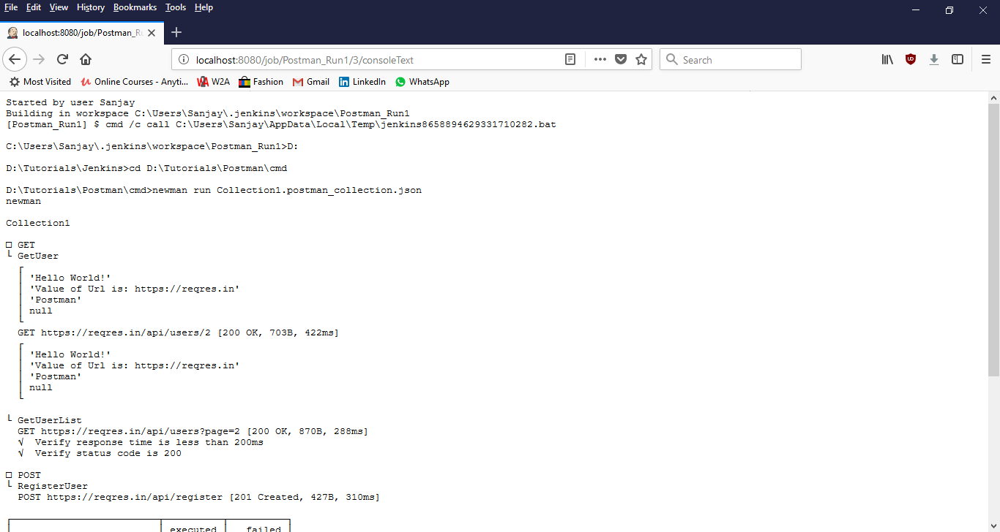 File Edit View History Bookmarks Tools Help
localhost:8080/job/Postman_Ru
localhost:8080/job/Postman_Run1/3/consoleText
Search
Most Visited Online Courses - Anyti... W2A Fashion Gmail LinkedIn WhatsApp
Started by user Sanjay
Building in workspace C:\Users\Sanjay\.jenkins\workspace\Postman_Run1
[Postman_Run1] $ cmd /c call C:\Users\Sanjay\AppData\Local\Temp\jenkins8658894629331710282.bat
C:\Users\Sanjay\.jenkins\workspace\Postman_Run1>D:
D:\Tutorials\Jenkins>cd D:\Tutorials\Postman\cmd
D:\Tutorials\Postman\cmd>newman run Collection1.postman_collection.json
newman
Collection1
□ GET
└ GetUser
┌
│ 'Hello World!'
│ 'Value of Url is: https://reqres.in'
│ 'Postman'
│ null
└
GET https://reqres.in/api/users/2 [200 OK, 703B, 422ms]
┌
│ 'Hello World!'
│ 'Value of Url is: https://reqres.in'
│ 'Postman'
│ null
└
└ GetUserList
GET https://reqres.in/api/users?page=2 [200 OK, 870B, 288ms]
√ Verify response time is less than 200ms
√ Verify status code is 200
□ POST
└ RegisterUser
POST https://reqres.in/api/register [201 Created, 427B, 310ms]
executed failed